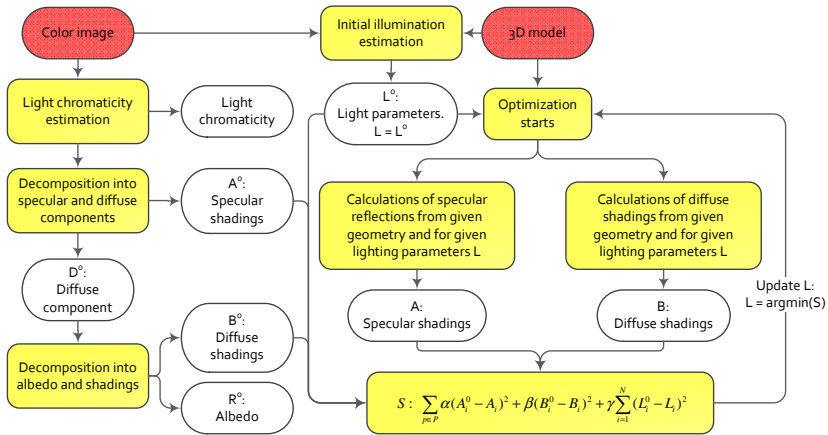 Color image
Initial illumination
estimation
3D model
Light chromaticity
estimation
Light
chromaticity
L⁰:
Light parameters.
L = L⁰
Optimization
starts
Decomposition into
specular and diffuse
components
A⁰:
Specular
shadings
Calculations of specular
reflections from given
geometry and for given
lighting parameters L
Calculations of diffuse
shadings from given
geometry and for given
lighting parameters L
D⁰:
Diffuse
component
A:
Specular shadings
B:
Diffuse shadings
Update L:
L = argmin(S)
Decomposition into
albedo and shadings
B⁰:
Diffuse
shadings
R⁰:
Albedo
S : ∑_{p∈P} α(A_i^0 − A_i)² + β(B_i^0 − B_i)² + γ∑_{i=1}^{N}(L_i^0 − L_i)²